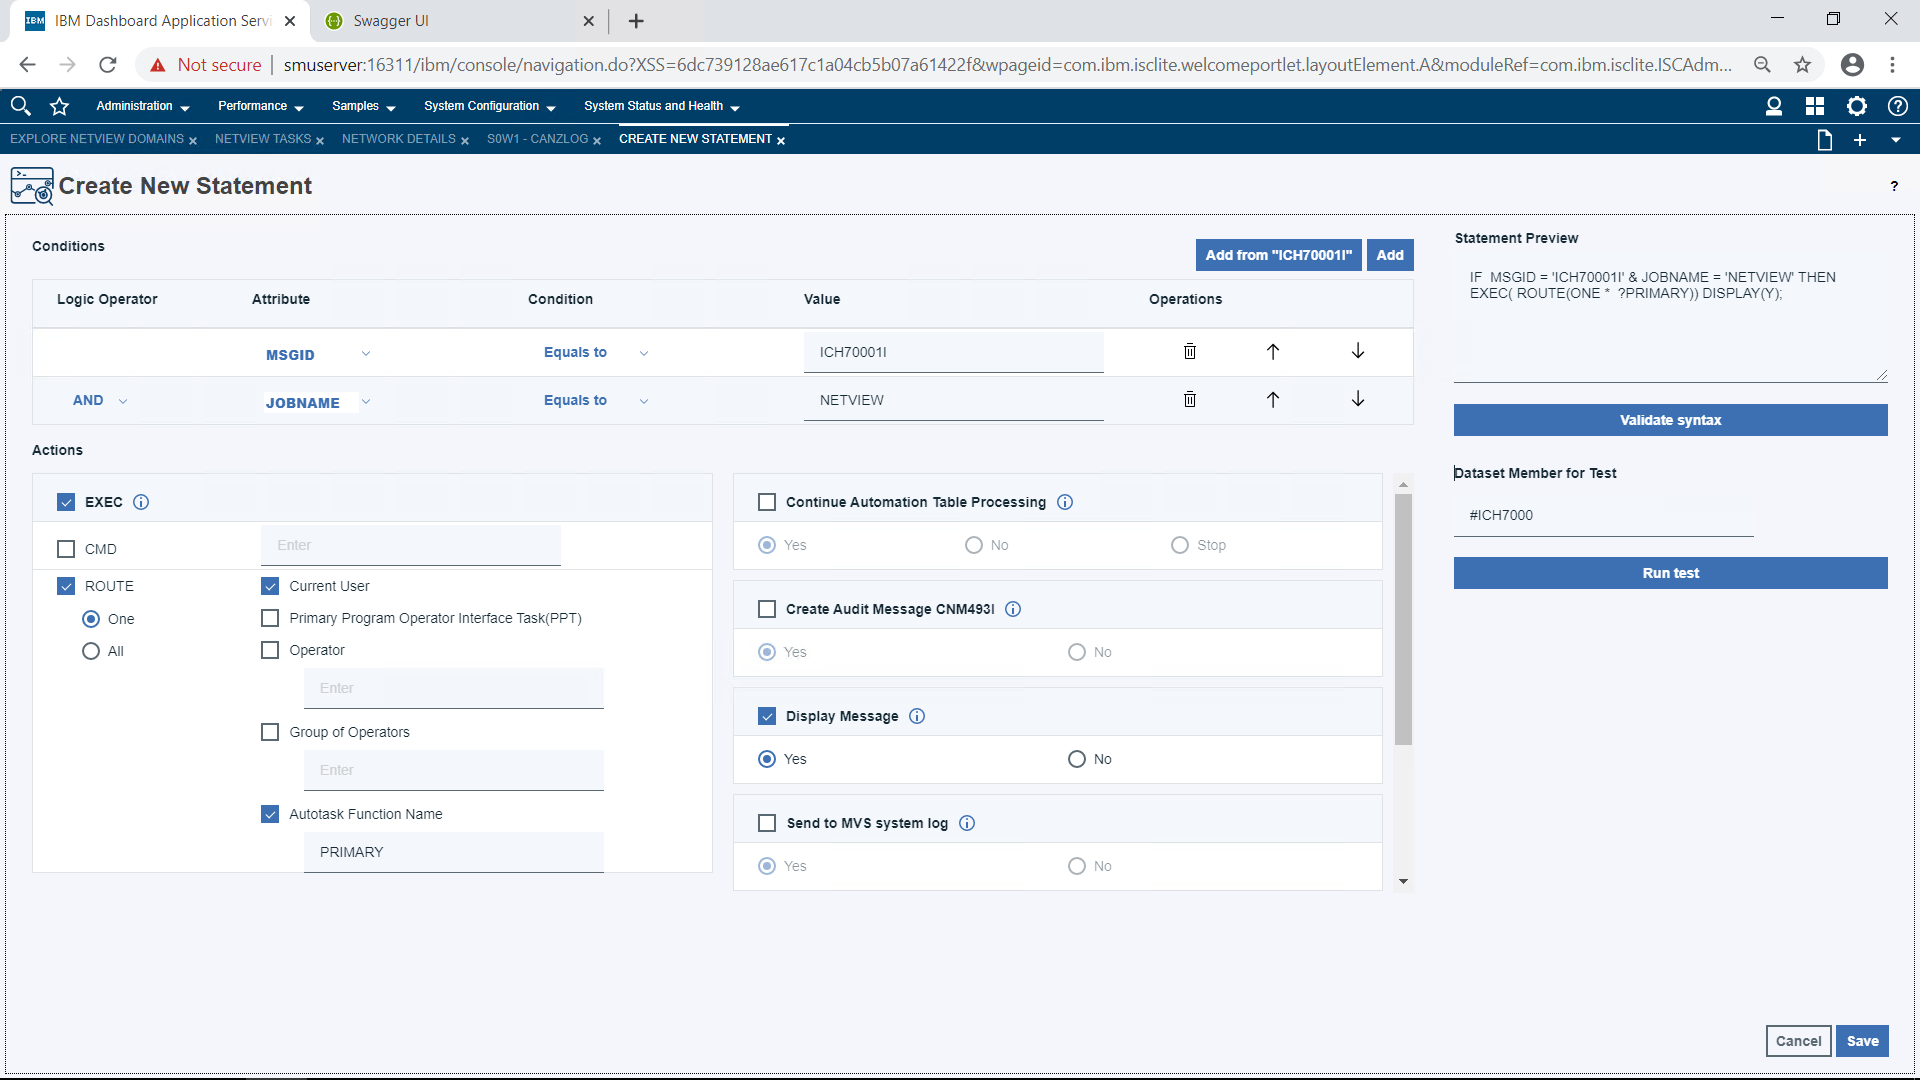 IBM Dashboard Application Servi
Swagger UI
Not secure
smuserver:16311/ibm/console/navigation.do?XSS=6dc739128ae617c1a04cb5b07a61422f&wpageid=com.ibm.isclite.welcomeportlet.layoutElement.A&moduleRef=com.ibm.isclite.ISCAdm...
Administration Performance Samples System Configuration System Status and Health
EXPLORE NETVIEW DOMAINS NETVIEW TASKS NETWORK DETAILS S0W1 - CANZLOG CREATE NEW STATEMENT
Create New Statement
?
Conditions
Add from "ICH70001I" Add
Logic Operator Attribute Condition Value Operations
MSGID Equals to ICH70001I
AND JOBNAME Equals to NETVIEW
Actions
EXEC
CMD Enter
ROUTE Current User
One Primary Program Operator Interface Task(PPT)
All Operator
Enter
Group of Operators
Enter
Autotask Function Name
PRIMARY
Continue Automation Table Processing
Yes No Stop
Create Audit Message CNM493I
Yes No
Display Message
Yes No
Send to MVS system log
Yes No
Statement Preview
IF MSGID = 'ICH70001I' & JOBNAME = 'NETVIEW' THEN
EXEC( ROUTE(ONE * ?PRIMARY)) DISPLAY(Y);
Validate syntax
Dataset Member for Test
#ICH7000
Run test
Cancel Save